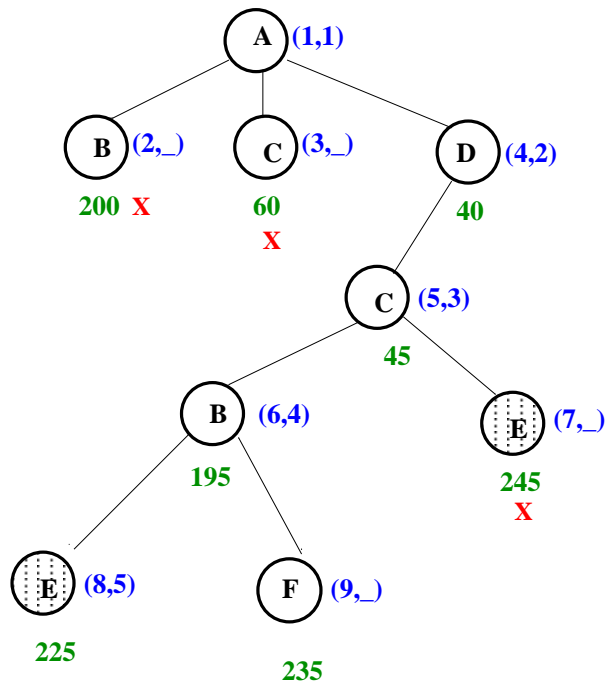 A (1,1)
B (2,_) C (3,_) D (4,2)
200 X 60 40
X
C (5,3)
45
B (6,4) E (7,_)
195 245
X
E (8,5) F (9,_)
225 235